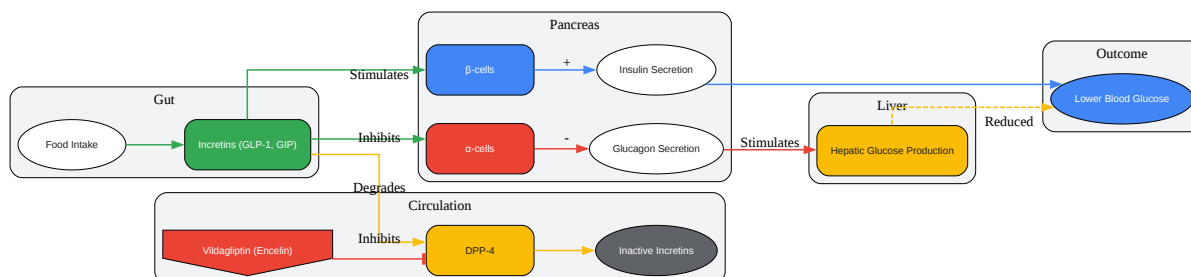 Pancreas
Outcome
β-cells
+
Insulin Secretion
Stimulates
Gut
Liver
Lower Blood Glucose
Reduced
Food Intake
Incretins (GLP-1, GIP)
Inhibits
α-cells
-
Glucagon Secretion
Stimulates
Hepatic Glucose Production
Degrades
Circulation
Vildagliptin (Encelin)
Inhibits
DPP-4
Inactive Incretins